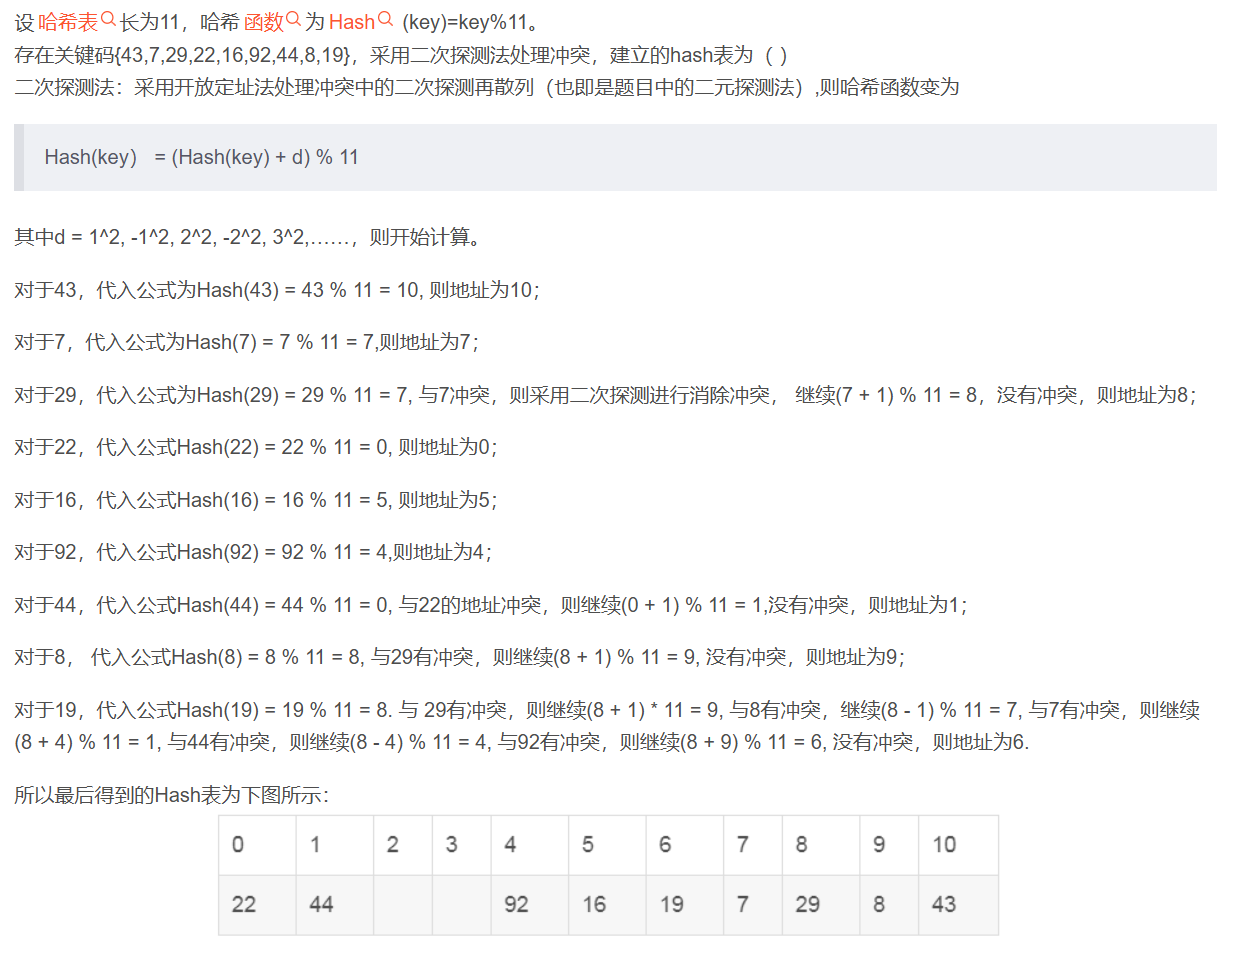 设 哈希表 长为11，哈希 函数 为 Hash (key)=key%11。
存在关键码{43,7,29,22,16,92,44,8,19}，采用二次探测法处理冲突，建立的hash表为（ ）
二次探测法：采用开放定址法处理冲突中的二次探测再散列（也即是题目中的二元探测法）,则哈希函数变为
Hash(key） = (Hash(key) + d) % 11
其中d = 1^2, -1^2, 2^2, -2^2, 3^2,……，则开始计算。
对于43，代入公式为Hash(43) = 43 % 11 = 10, 则地址为10；
对于7，代入公式为Hash(7) = 7 % 11 = 7,则地址为7；
对于29，代入公式为Hash(29) = 29 % 11 = 7, 与7冲突，则采用二次探测进行消除冲突， 继续(7 + 1) % 11 = 8，没有冲突，则地址为8；
对于22，代入公式Hash(22) = 22 % 11 = 0, 则地址为0；
对于16，代入公式Hash(16) = 16 % 11 = 5, 则地址为5；
对于92，代入公式Hash(92) = 92 % 11 = 4,则地址为4；
对于44，代入公式Hash(44) = 44 % 11 = 0, 与22的地址冲突，则继续(0 + 1) % 11 = 1,没有冲突，则地址为1；
对于8， 代入公式Hash(8) = 8 % 11 = 8, 与29有冲突，则继续(8 + 1) % 11 = 9, 没有冲突，则地址为9；
对于19，代入公式Hash(19) = 19 % 11 = 8. 与 29有冲突，则继续(8 + 1) * 11 = 9, 与8有冲突，继续(8 - 1) % 11 = 7, 与7有冲突，则继续
(8 + 4) % 11 = 1, 与44有冲突，则继续(8 - 4) % 11 = 4, 与92有冲突，则继续(8 + 9) % 11 = 6, 没有冲突，则地址为6.
所以最后得到的Hash表为下图所示：
0 1 2 3 4 5 6 7 8 9 10
22 44 92 16 19 7 29 8 43